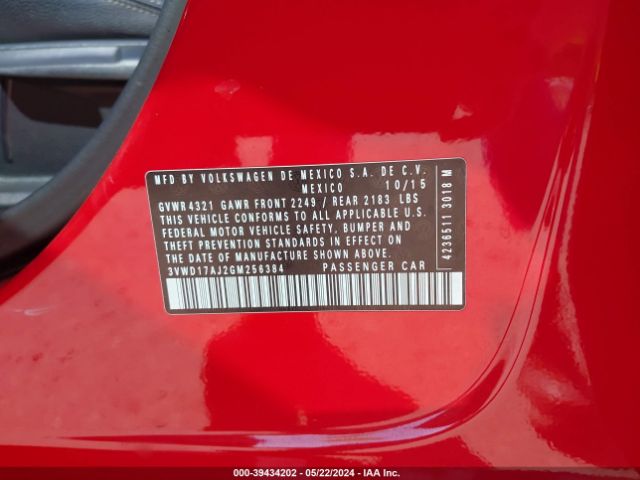 MFD BY VOLKSWAGEN DE MEXICO S.A. DE C.V.
MEXICO 10/15
GVWR 4321 GAWR FRONT 2249 / REAR 2183 LBS
THIS VEHICLE CONFORMS TO ALL APPLICABLE U.S.
FEDERAL MOTOR VEHICLE SAFETY, BUMPER AND
THEFT PREVENTION STANDARDS IN EFFECT ON
THE DATE OF MANUFACTURE SHOWN ABOVE.
3VWD17AJ2GM256384 PASSENGER CAR
4236511 3018 M
000-39434202 - 05/22/2024 - IAAI.COM